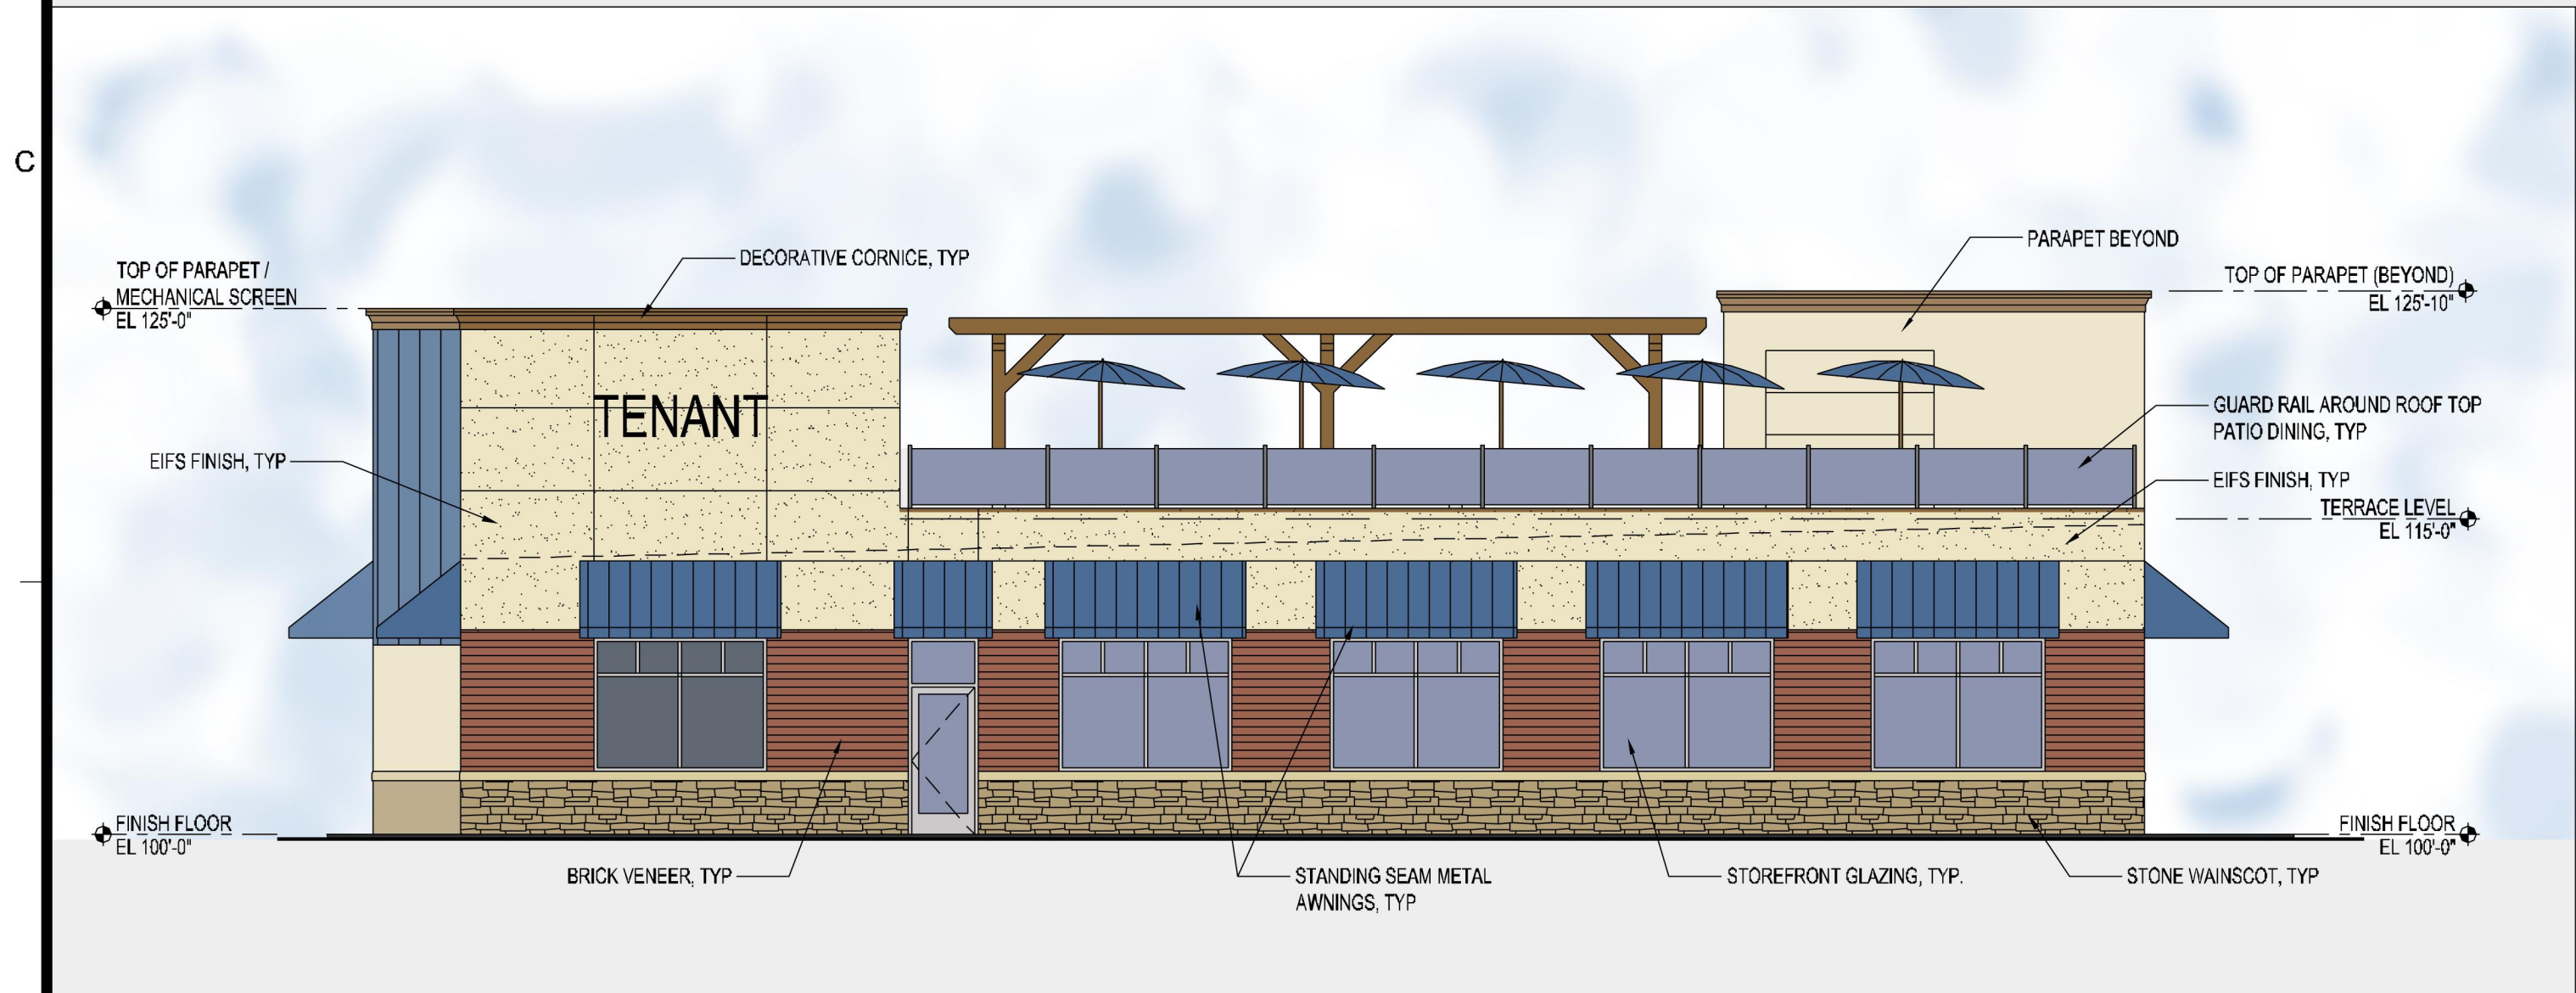 C
DECORATIVE CORNICE, TYP
PARAPET BEYOND
TOP OF PARAPET /
MECHANICAL SCREEN
EL 125'-0"
TOP OF PARAPET (BEYOND)
EL 125'-10"
TENANT
GUARD RAIL AROUND ROOF TOP
PATIO DINING, TYP
EIFS FINISH, TYP
EIFS FINISH, TYP
TERRACE LEVEL
EL 115'-0"
FINISH FLOOR
EL 100'-0"
FINISH FLOOR
EL 100'-0"
BRICK VENEER, TYP
STANDING SEAM METAL
AWNINGS, TYP
STOREFRONT GLAZING, TYP.
STONE WAINSCOT, TYP